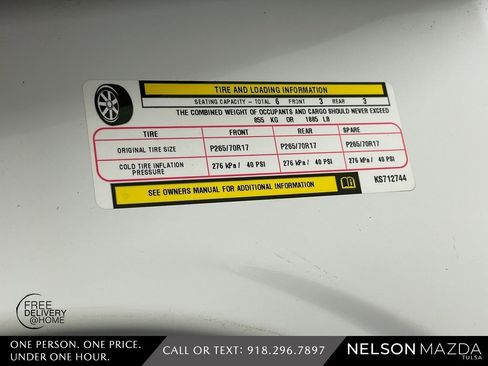 TIRE AND LOADING INFORMATION
SEATING CAPACITY - TOTAL 6 FRONT 3 REAR 3
THE COMBINED WEIGHT OF OCCUPANTS AND CARGO SHOULD NEVER EXCEED
855 KG OR 1885 LB
TIRE FRONT REAR SPARE
ORIGINAL TIRE SIZE P265/70R17 P265/70R17 P265/70R17
COLD TIRE INFLATION PRESSURE 276 kPa / 40 PSI 276 kPa / 40 PSI 276 kPa / 40 PSI
SEE OWNERS MANUAL FOR ADDITIONAL INFORMATION KS712744
FREE
DELIVERY
@HOME
ONE PERSON. ONE PRICE.
UNDER ONE HOUR.
CALL OR TEXT: 918.296.7897
NELSON MAZDA
TULSA